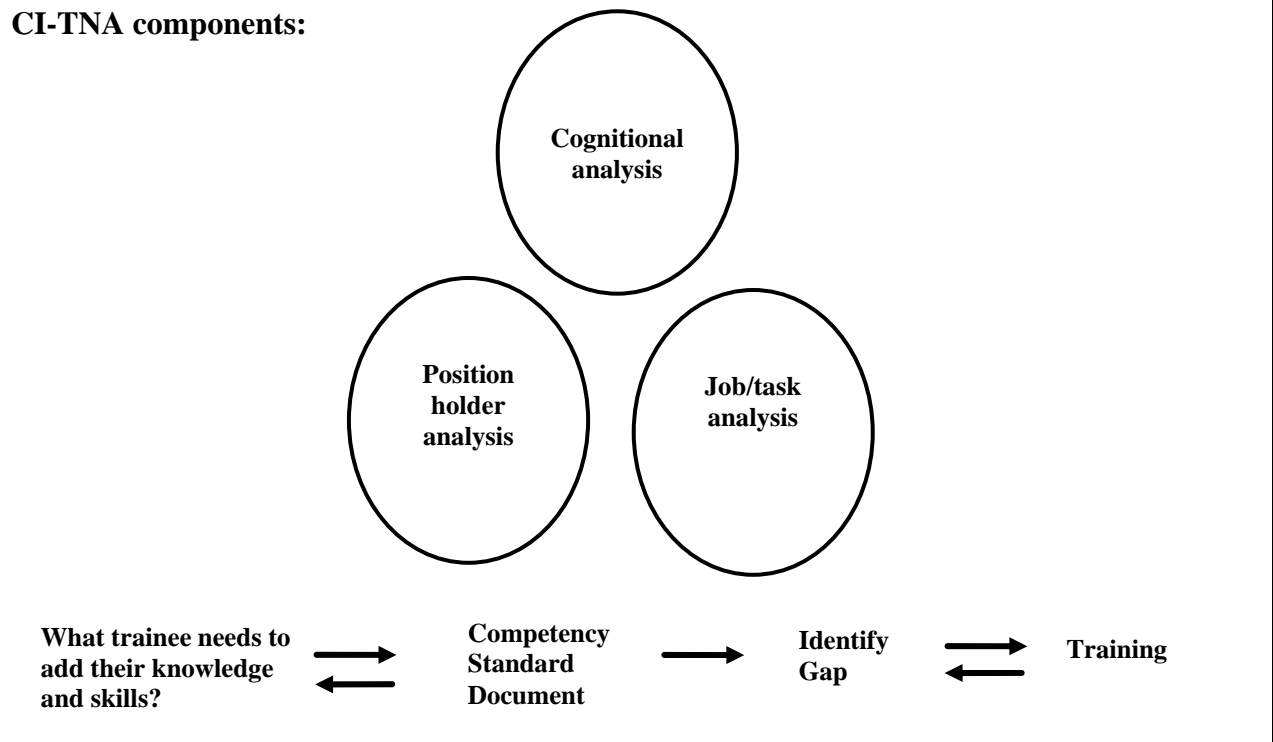 CI-TNA components:
Cognitional
analysis
Position
holder
analysis
Job/task
analysis
What trainee needs to
add their knowledge
and skills?
Competency
Standard
Document
Identify
Gap
Training